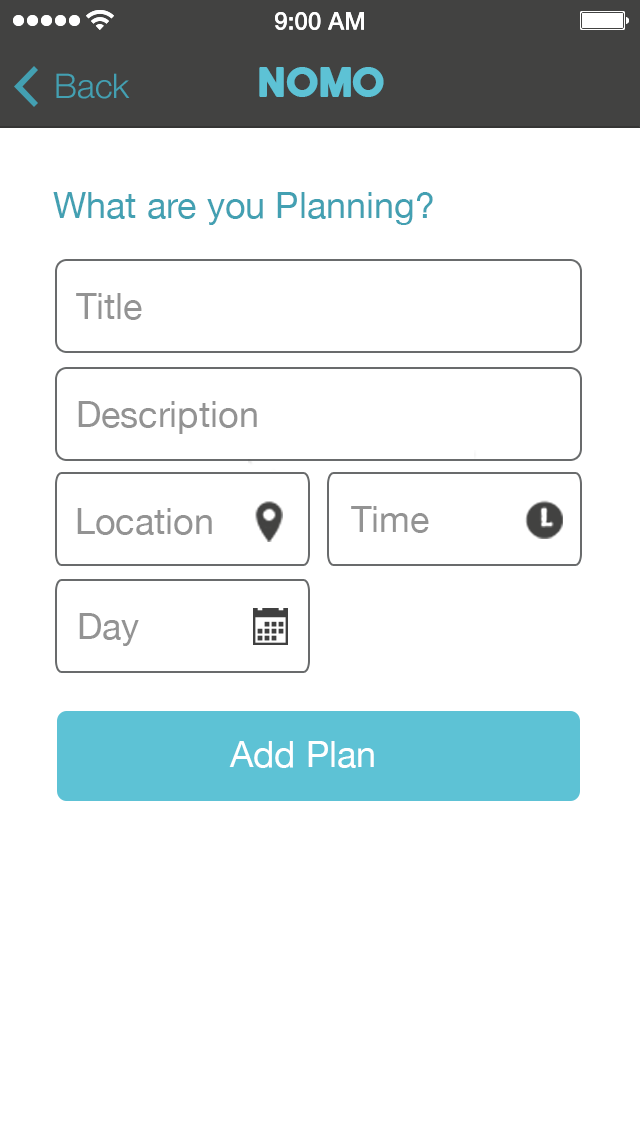 9:00 AM
Back
NOMO
What are you Planning?
Title
Description
Location
Time
Day
Add Plan